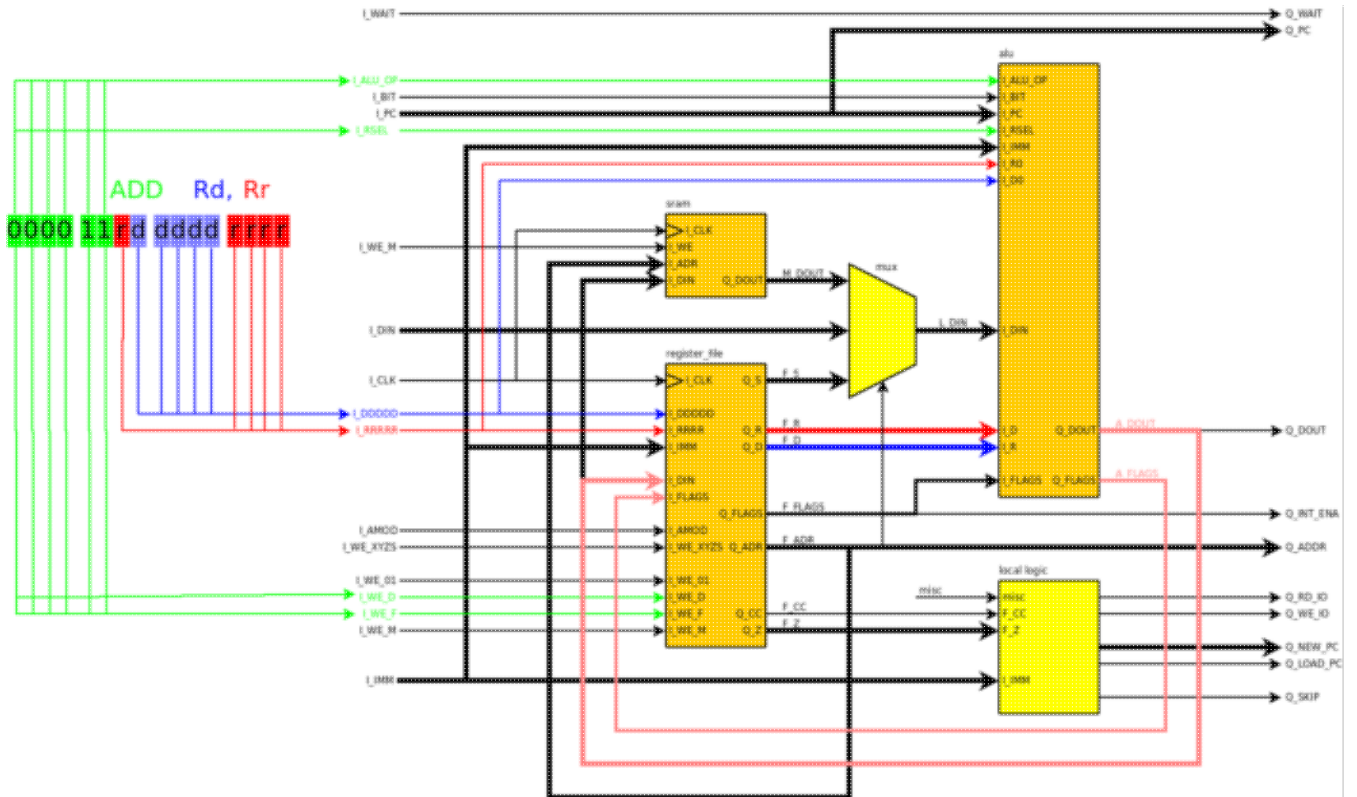 I_WAIT
Q_WAIT
Q_PC
alu
I_ALU_OP
I_ALU_OP
I_BIT
I_BIT
I_PC
I_PC
I_RSEL
I_RSEL
I_IMM
I_R0
I_D0
ADD Rd, Rr
sram
0000 11rd dddd rrrr
I_CLK
I_WE_M
I_WE
I_ADR
I_DIN
Q_DOUT
M_DOUT
mux
I_DIN
L_DIN
I_DIN
register_file
I_CLK
I_CLK
Q_S
F_S
I_DDDDD
I_DDDDD
I_RRRRR
I_RRRR
Q_R
F_R
I_D
Q_DOUT
A_DOUT
Q_DOUT
I_IMM
Q_D
F_D
I_R
I_DIN
I_FLAGS
Q_FLAGS
A_FLAGS
I_FLAGS
Q_FLAGS
F_FLAGS
Q_INT_ENA
I_AMOD
I_AMOD
I_WE_XYZS
I_WE_XYZS
Q_ADR
F_ADR
Q_ADDR
local logic
I_WE_01
I_WE_01
I_WE_D
I_WE_D
misc
misc
Q_RD_IO
I_WE_F
I_WE_F
Q_CC
F_CC
F_CC
Q_WE_IO
I_WE_M
I_WE_M
Q_Z
F_Z
F_Z
Q_NEW_PC
Q_LOAD_PC
I_IMM
I_IMM
Q_SKIP